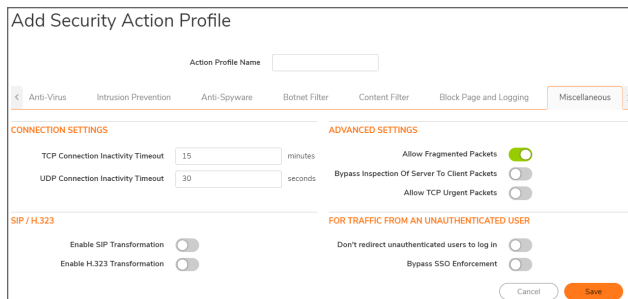 Add Security Action Profile
Action Profile Name
Anti-Virus Intrusion Prevention Anti-Spyware Botnet Filter Content Filter Block Page and Logging Miscellaneous
CONNECTION SETTINGS
TCP Connection Inactivity Timeout 15 minutes
UDP Connection Inactivity Timeout 30 seconds
ADVANCED SETTINGS
Allow Fragmented Packets
Bypass Inspection Of Server To Client Packets
Allow TCP Urgent Packets
SIP / H.323
Enable SIP Transformation
Enable H.323 Transformation
FOR TRAFFIC FROM AN UNAUTHENTICATED USER
Don't redirect unauthenticated users to log in
Bypass SSO Enforcement
Cancel Save